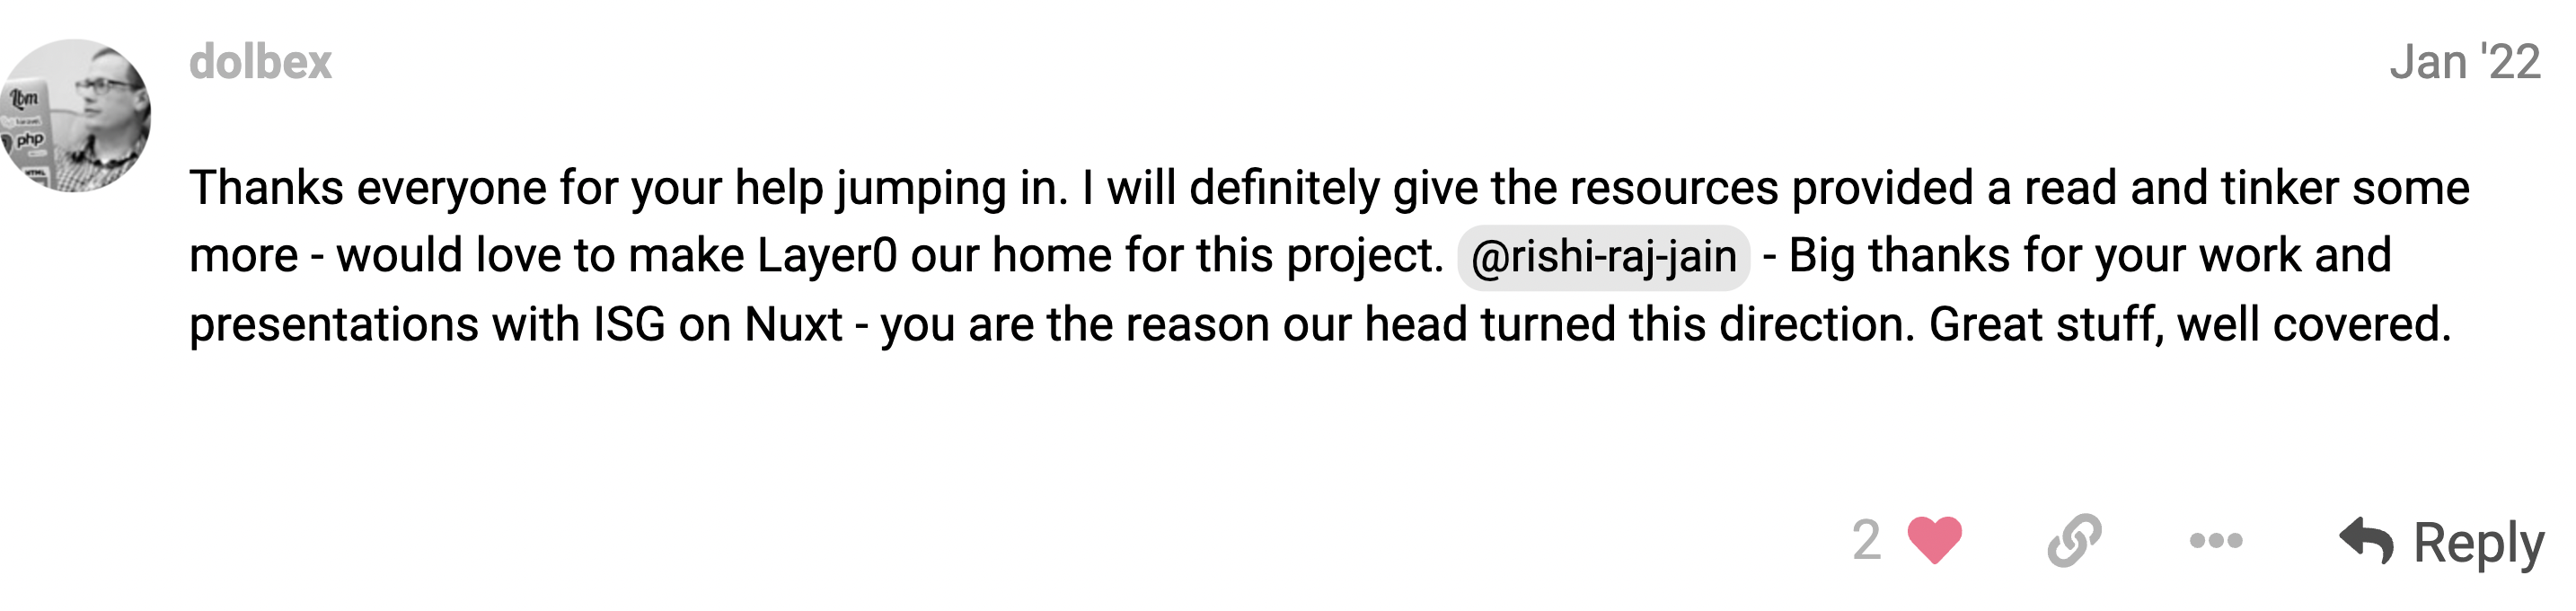 dolbex
Jan '22
lbm
php
HTML
Thanks everyone for your help jumping in. I will definitely give the resources provided a read and tinker some
more - would love to make Layer0 our home for this project. @rishi-raj-jain - Big thanks for your work and
presentations with ISG on Nuxt - you are the reason our head turned this direction. Great stuff, well covered.
2
Reply